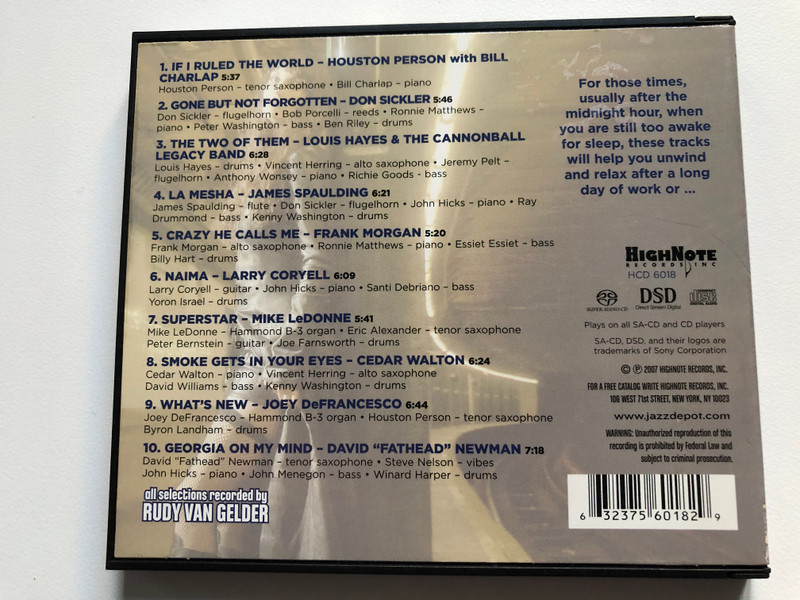 1. IF I RULED THE WORLD – HOUSTON PERSON with BILL
CHARLAP 5:37
Houston Person – tenor saxophone • Bill Charlap – piano
2. GONE BUT NOT FORGOTTEN – DON SICKLER 5:46
Don Sickler – flugelhorn • Bob Porcelli – reeds • Ronnie Matthews –
piano • Peter Washington – bass • Ben Riley – drums
3. THE TWO OF THEM – LOUIS HAYES & THE CANNONBALL
LEGACY BAND 6:28
Louis Hayes – drums • Vincent Herring – alto saxophone • Jeremy Pelt –
flugelhorn • Anthony Wonsey – piano • Richie Goods – bass
4. LA MESHA – JAMES SPAULDING 6:21
James Spaulding – flute • Don Sickler – flugelhorn • John Hicks – piano • Ray
Drummond – bass • Kenny Washington – drums
5. CRAZY HE CALLS ME – FRANK MORGAN 5:20
Frank Morgan – alto saxophone • Ronnie Matthews – piano • Essiet Essiet – bass
Billy Hart – drums
6. NAIMA – LARRY CORYELL 6:09
Larry Coryell – guitar • John Hicks – piano • Santi Debriano – bass
Yoron Israel – drums
7. SUPERSTAR – MIKE LeDONNE 5:41
Mike LeDonne – Hammond B-3 organ • Eric Alexander – tenor saxophone
Peter Bernstein – guitar • Joe Farnsworth – drums
8. SMOKE GETS IN YOUR EYES – CEDAR WALTON 6:24
Cedar Walton – piano • Vincent Herring – alto saxophone
David Williams – bass • Kenny Washington – drums
9. WHAT'S NEW – JOEY DeFRANCESCO 6:44
Joey DeFrancesco – Hammond B-3 organ • Houston Person – tenor saxophone
Byron Landham – drums
10. GEORGIA ON MY MIND – DAVID "FATHEAD" NEWMAN 7:18
David "Fathead" Newman – tenor saxophone • Steve Nelson – vibes
John Hicks – piano • John Menegon – bass • Winard Harper – drums
all selections recorded by
RUDY VAN GELDER
For those times,
usually after the
midnight hour, when
you are still too awake
for sleep, these tracks
will help you unwind
and relax after a long
day of work or ...
HIGHNOTE
RECORDS, INC
HCD 6018
SUPER AUDIO CD
DSD
Direct Stream Digital
COMPACT
disc
DIGITAL AUDIO
Plays on all SA-CD and CD players
SA-CD, DSD, and their logos are
trademarks of Sony Corporation
© ℗ 2007 HIGHNOTE RECORDS, INC.
FOR A FREE CATALOG WRITE HIGHNOTE RECORDS, INC.
106 WEST 71st STREET, NEW YORK, NY 10023
www.jazzdepot.com
WARNING: Unauthorized reproduction of this
recording is prohibited by Federal Law and
subject to criminal prosecution.
6 32375 60182 9